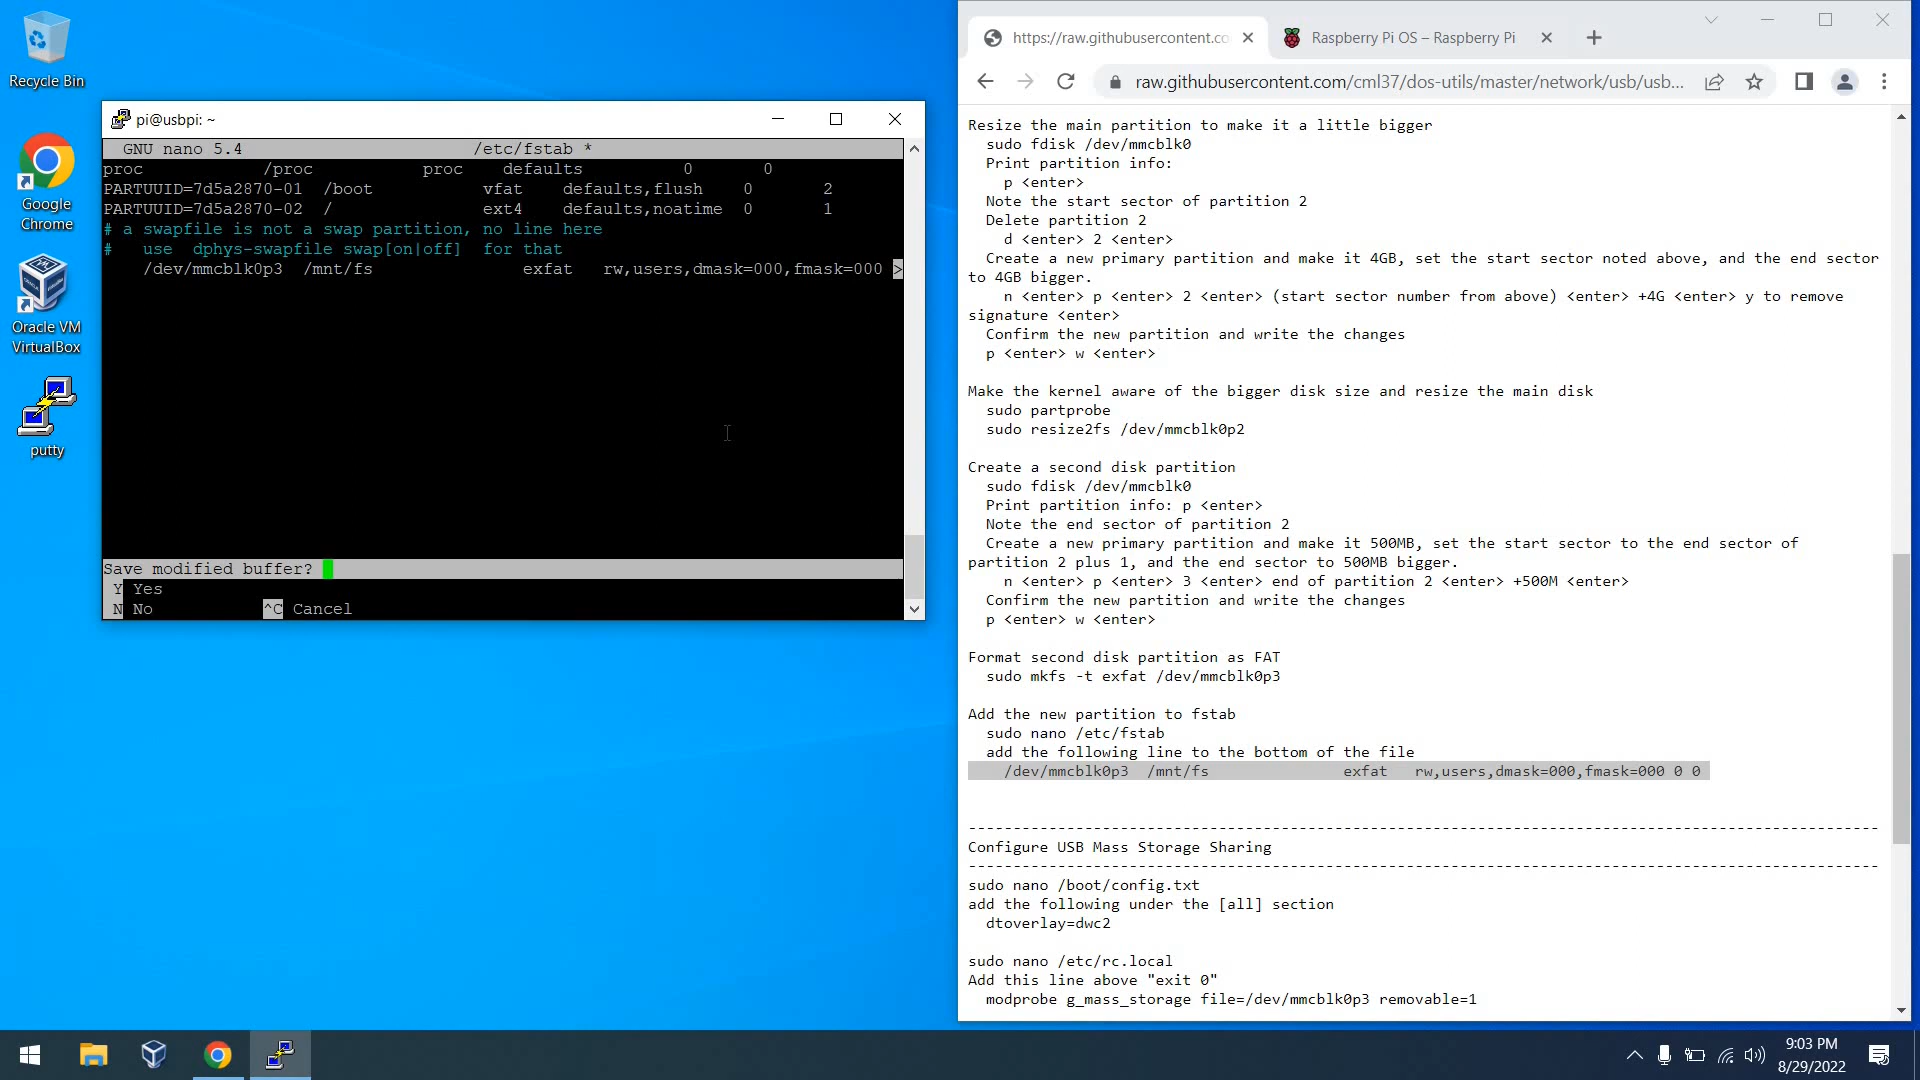 Recycle Bin
Google
Chrome
Oracle VM
VirtualBox
putty
pi@usbpi: ~
GNU nano 5.4 /etc/fstab *
proc /proc proc defaults 0 0
PARTUUID=7d5a2870-01 /boot vfat defaults,flush 0 2
PARTUUID=7d5a2870-02 / ext4 defaults,noatime 0 1
# a swapfile is not a swap partition, no line here
# use dphys-swapfile swap[on|off] for that
/dev/mmcblk0p3 /mnt/fs exfat rw,users,dmask=000,fmask=000 >
Save modified buffer?
Y Yes
N No ^C Cancel
https://raw.githubusercontent.co
Raspberry Pi OS – Raspberry Pi
raw.githubusercontent.com/cml37/dos-utils/master/network/usb/usb...
Resize the main partition to make it a little bigger
sudo fdisk /dev/mmcblk0
Print partition info:
p <enter>
Note the start sector of partition 2
Delete partition 2
d <enter> 2 <enter>
Create a new primary partition and make it 4GB, set the start sector noted above, and the end sector
to 4GB bigger.
n <enter> p <enter> 2 <enter> (start sector number from above) <enter> +4G <enter> y to remove
signature <enter>
Confirm the new partition and write the changes
p <enter> w <enter>
Make the kernel aware of the bigger disk size and resize the main disk
sudo partprobe
sudo resize2fs /dev/mmcblk0p2
Create a second disk partition
sudo fdisk /dev/mmcblk0
Print partition info: p <enter>
Note the end sector of partition 2
Create a new primary partition and make it 500MB, set the start sector to the end sector of
partition 2 plus 1, and the end sector to 500MB bigger.
n <enter> p <enter> 3 <enter> end of partition 2 <enter> +500M <enter>
Confirm the new partition and write the changes
p <enter> w <enter>
Format second disk partition as FAT
sudo mkfs -t exfat /dev/mmcblk0p3
Add the new partition to fstab
sudo nano /etc/fstab
add the following line to the bottom of the file
/dev/mmcblk0p3 /mnt/fs exfat rw,users,dmask=000,fmask=000 0 0
------------------------------------------------------------------------------------------------------
Configure USB Mass Storage Sharing
------------------------------------------------------------------------------------------------------
sudo nano /boot/config.txt
add the following under the [all] section
dtoverlay=dwc2
sudo nano /etc/rc.local
Add this line above "exit 0"
modprobe g_mass_storage file=/dev/mmcblk0p3 removable=1
9:03 PM
8/29/2022